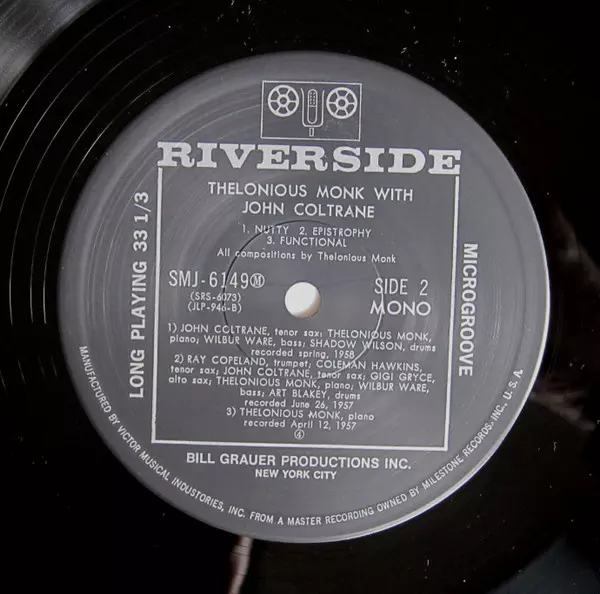 RIVERSIDE
THELONIOUS MONK WITH
JOHN COLTRANE
1. NUTTY 2. EPISTROPHY
3. FUNCTIONAL
All compositions by Thelonious Monk
LONG PLAYING 33 1/3
MICROGROOVE
SMJ-6149Ⓜ
(SRS-6073)
(JLP-946-B)
SIDE 2
MONO
1) JOHN COLTRANE, tenor sax; THELONIOUS MONK,
piano; WILBUR WARE, bass; SHADOW WILSON, drums
recorded spring, 1958
2) RAY COPELAND, trumpet; COLEMAN HAWKINS,
tenor sax; JOHN COLTRANE, tenor sax; GIGI GRYCE,
alto sax; THELONIOUS MONK, piano; WILBUR WARE,
bass; ART BLAKEY, drums
recorded June 26, 1957
3) THELONIOUS MONK, piano
recorded April 12, 1957
④
BILL GRAUER PRODUCTIONS INC.
NEW YORK CITY
MANUFACTURED BY VICTOR MUSICAL INDUSTORIES, INC. FROM A MASTER RECORDING OWNED BY MILESTONE RECORDS, INC., U.S.A.